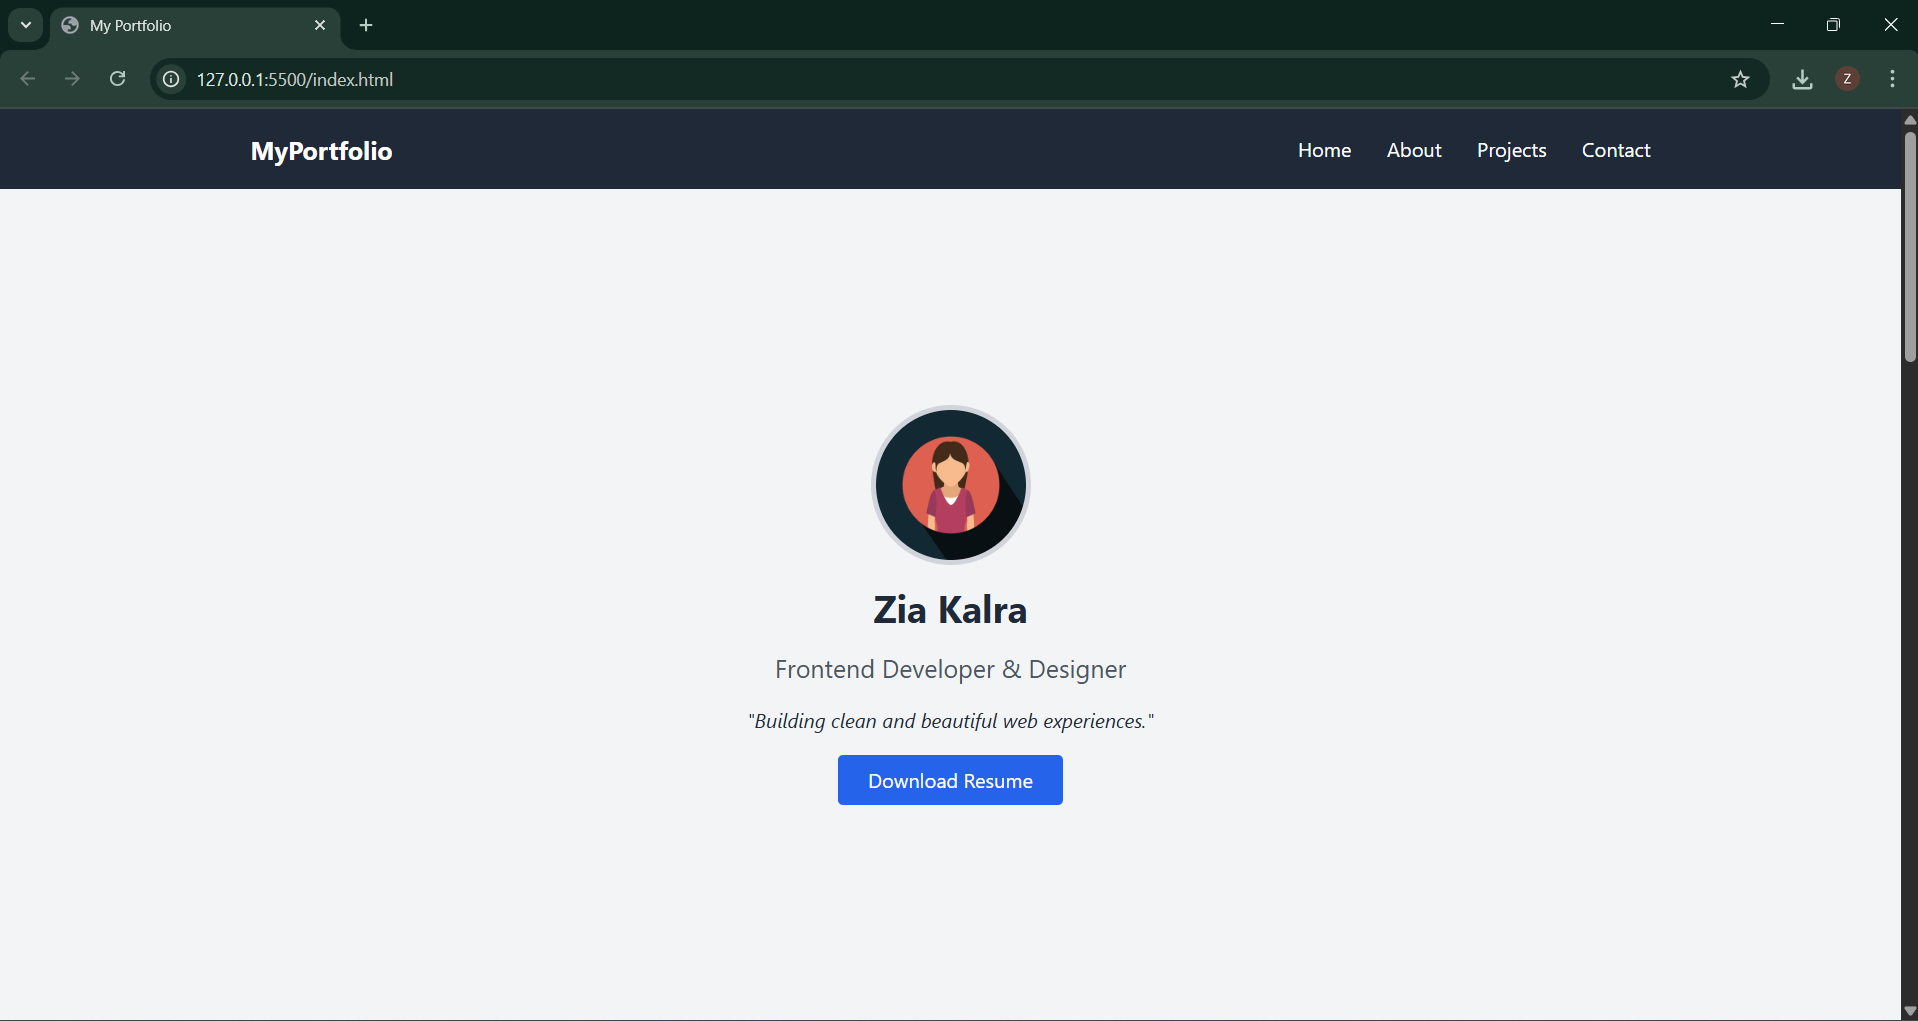 My Portfolio
127.0.0.1:5500/index.html
Z
MyPortfolio
Home About Projects Contact
Zia Kalra
Frontend Developer & Designer
"Building clean and beautiful web experiences."
Download Resume